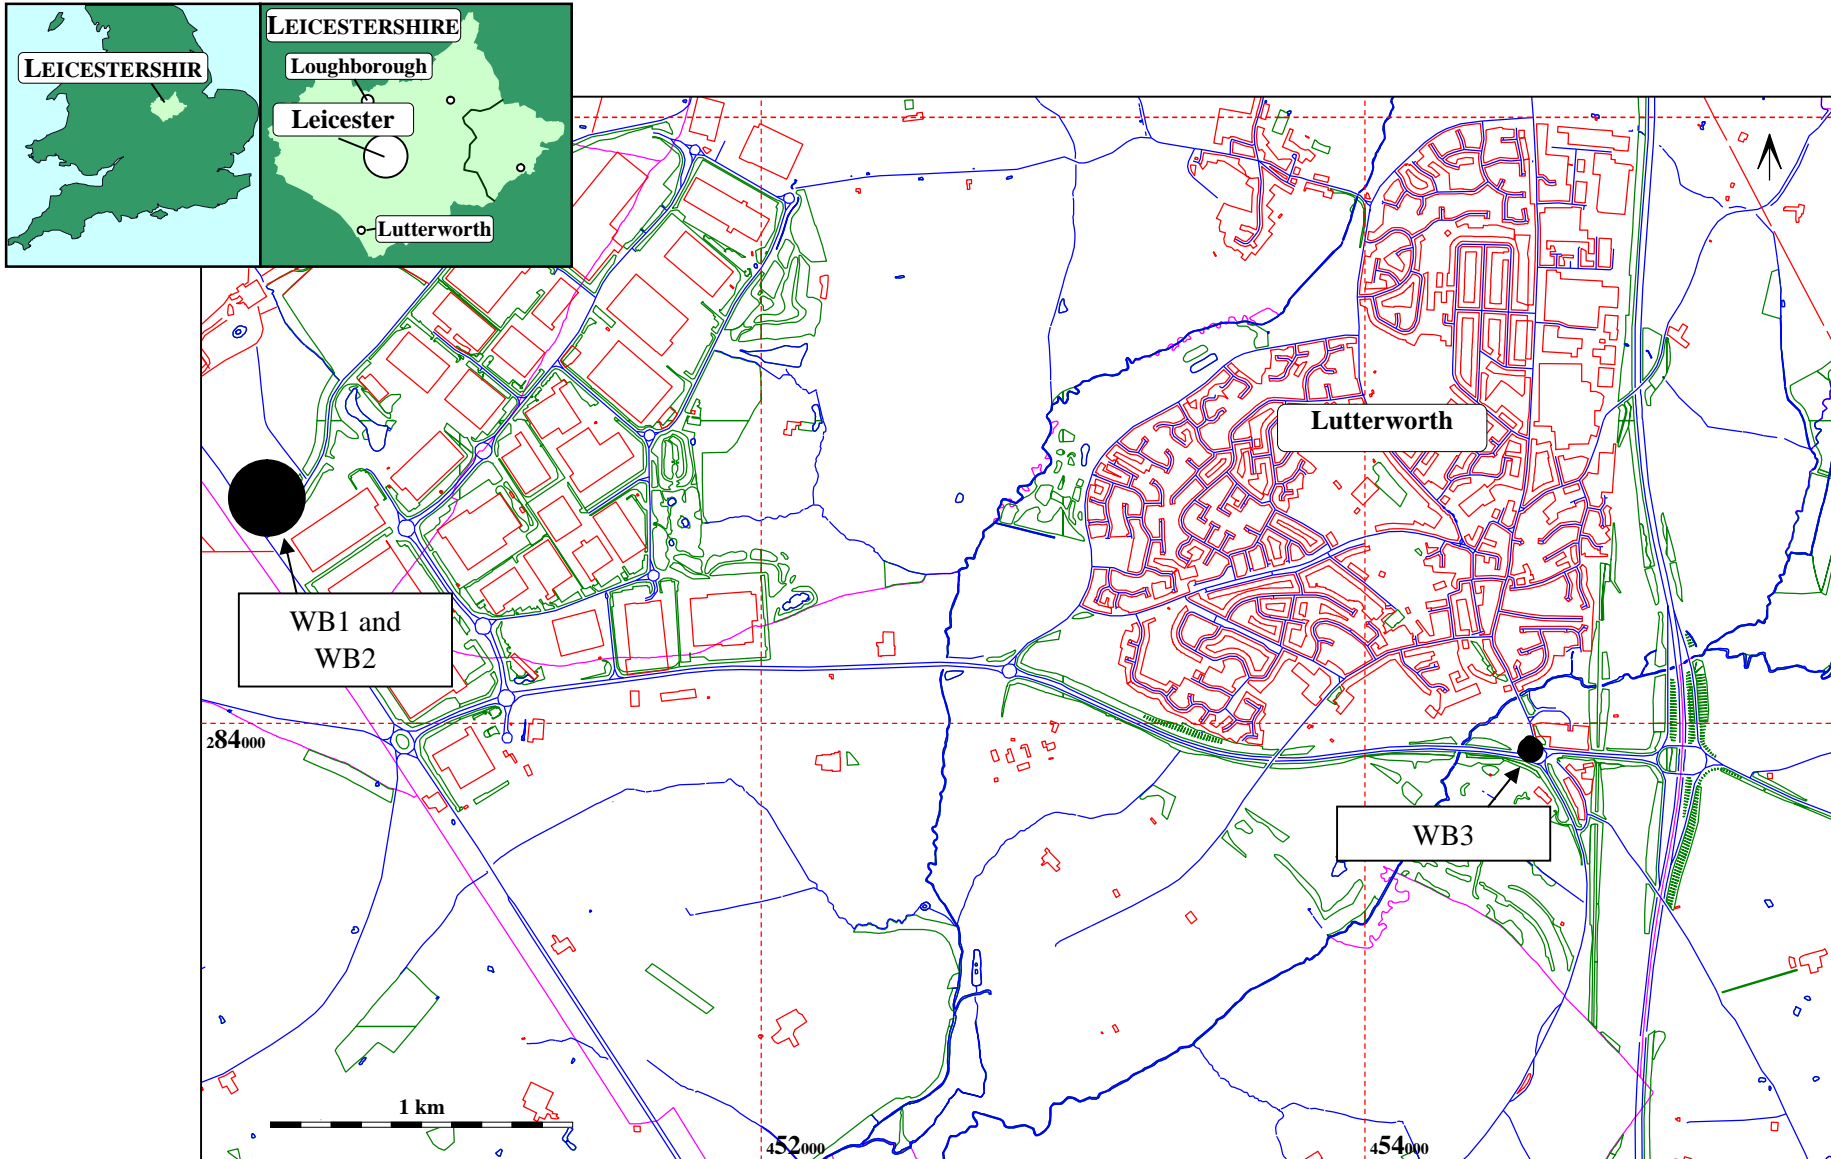 LEICESTERSHIR
LEICESTERSHIRE
Loughborough
Leicester
Lutterworth
Lutterworth
WB1 and
WB2
284000
WB3
1 km
452000
454000